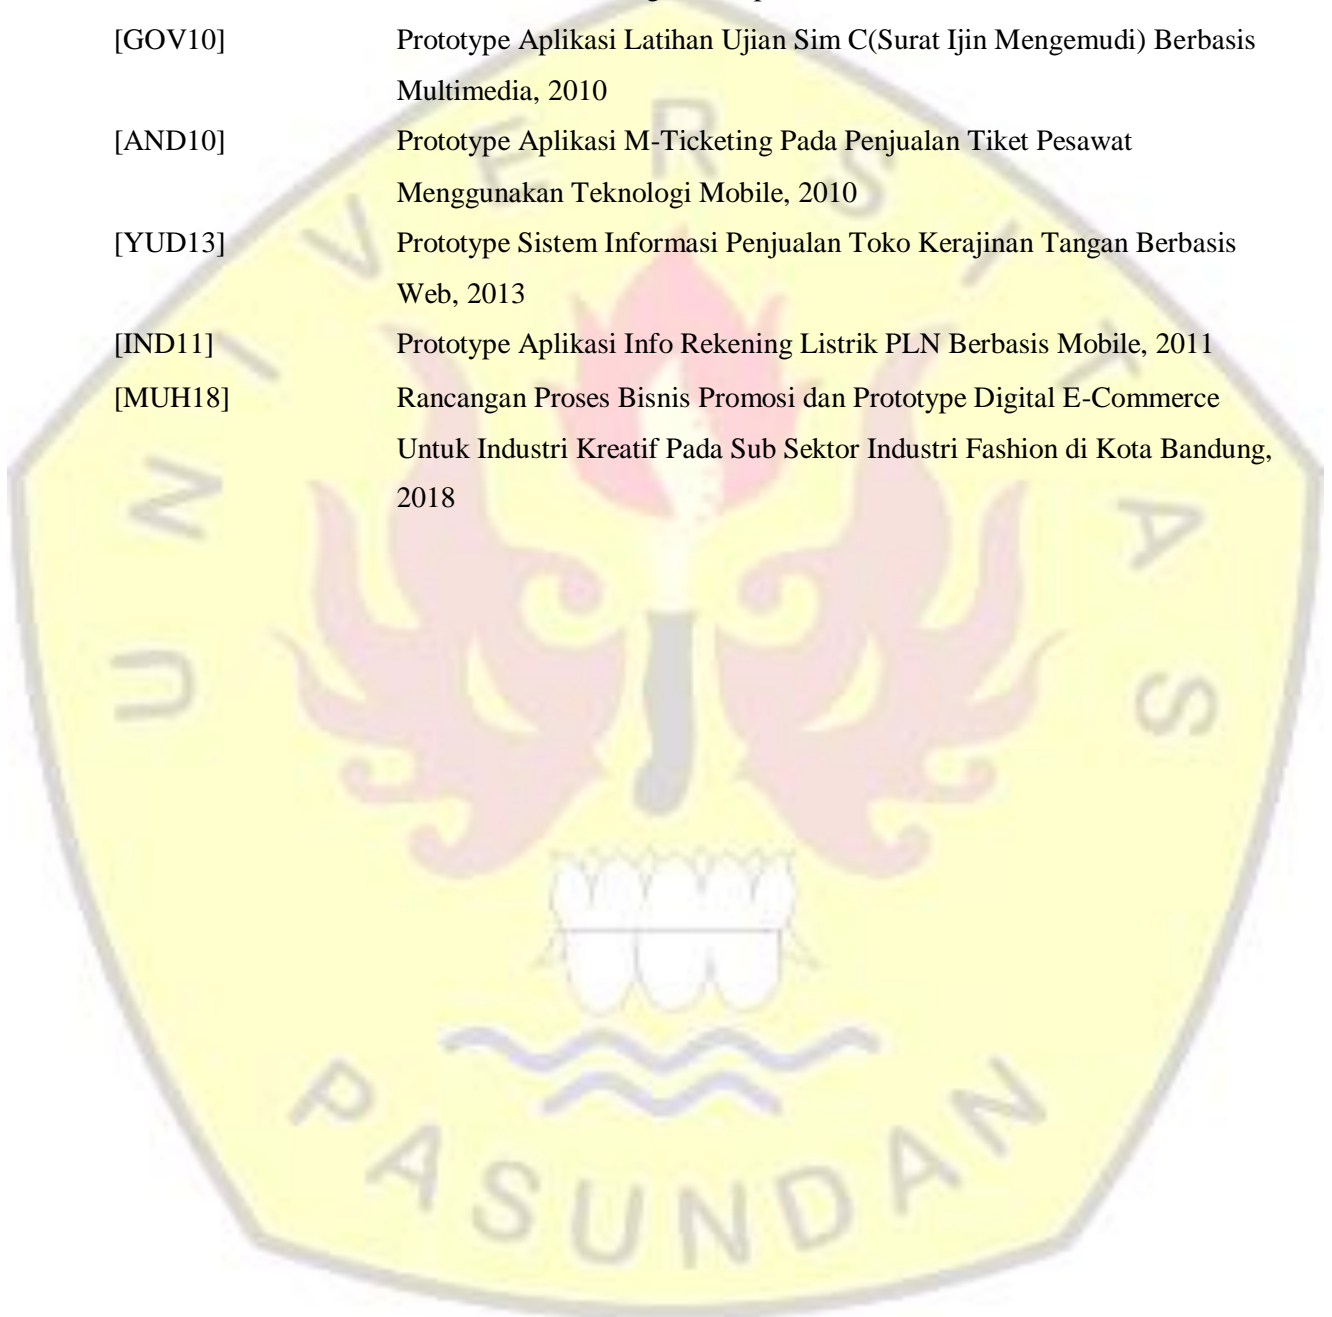 [GOV10] Prototype Aplikasi Latihan Ujian Sim C(Surat Ijin Mengemudi) Berbasis
Multimedia, 2010
[AND10] Prototype Aplikasi M-Ticketing Pada Penjualan Tiket Pesawat
Menggunakan Teknologi Mobile, 2010
[YUD13] Prototype Sistem Informasi Penjualan Toko Kerajinan Tangan Berbasis
Web, 2013
[IND11] Prototype Aplikasi Info Rekening Listrik PLN Berbasis Mobile, 2011
[MUH18] Rancangan Proses Bisnis Promosi dan Prototype Digital E-Commerce
Untuk Industri Kreatif Pada Sub Sektor Industri Fashion di Kota Bandung,
2018
UNIVERSITAS
PASUNDAN